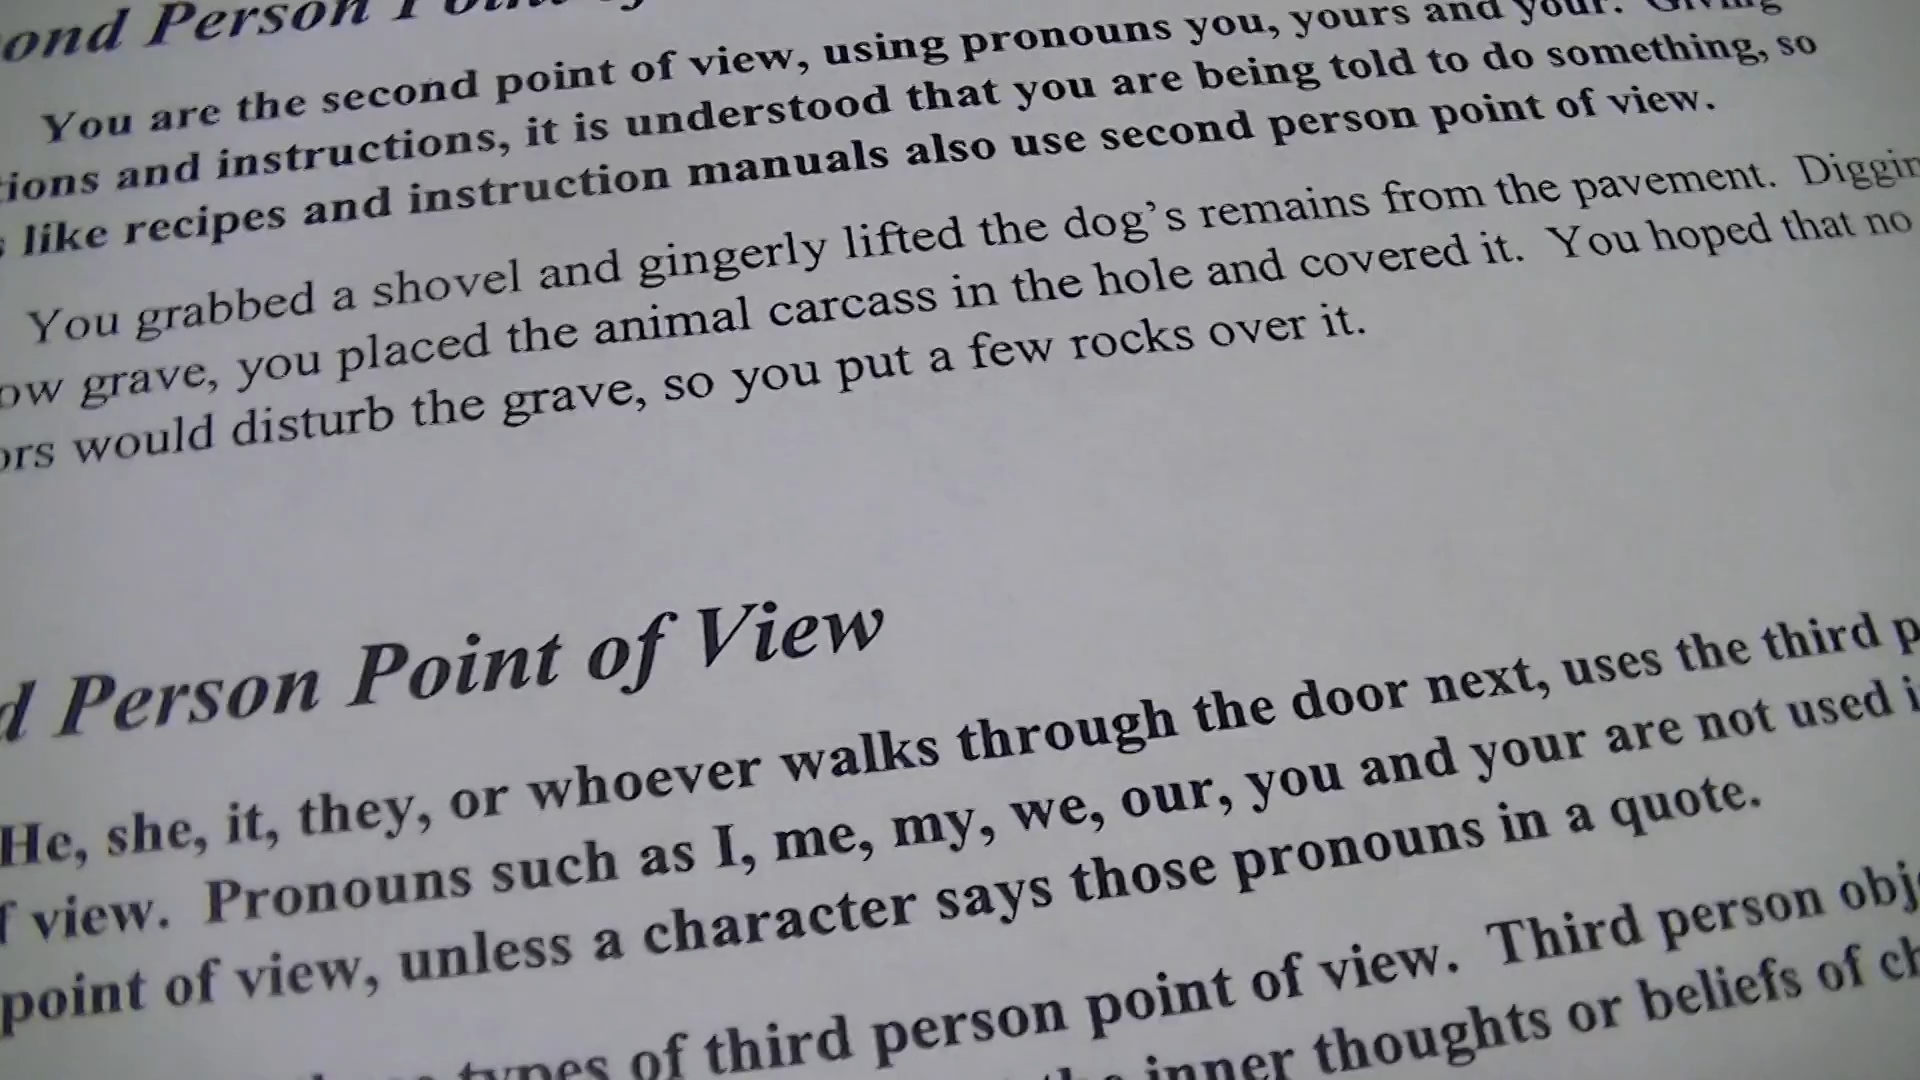 Person Point
You are the second point of view, using pronouns you, yours and your. Giving
and instructions, it is understood that you are being told to do something, so
like recipes and instruction manuals also use second person point of view.
You grabbed a shovel and gingerly lifted the dog's remains from the pavement.
grave, you placed the animal carcass in the hole and covered it. You hoped that no
would disturb the grave, so you put a few rocks over it.
Person Point of View
He, she, it, they, or whoever walks through the door next, uses the third
view. Pronouns such as I, me, my, we, our, you and your are not used
point of view, unless a character says those pronouns in a quote.
types of third person point of view. Third person
inner thoughts or beliefs of